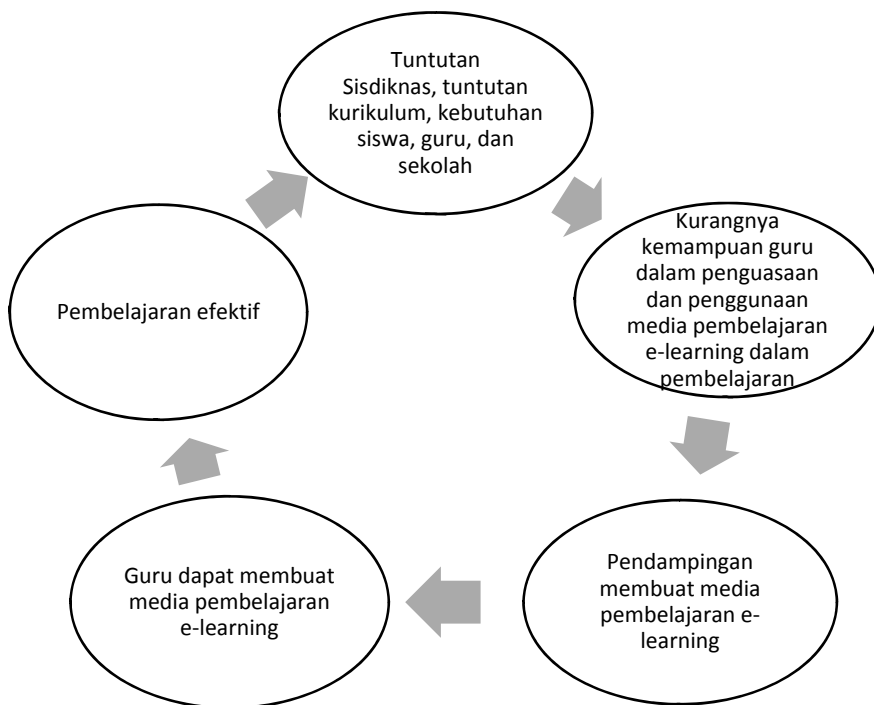 Tuntutan
Sisdiknas, tuntutan
kurikulum, kebutuhan
siswa, guru, dan
sekolah
Kurangnya
kemampuan guru
dalam penguasaan
dan penggunaan
media pembelajaran
e-learning dalam
pembelajaran
Pendampingan
membuat media
pembelajaran e-
learning
Guru dapat membuat
media pembelajaran
e-learning
Pembelajaran efektif